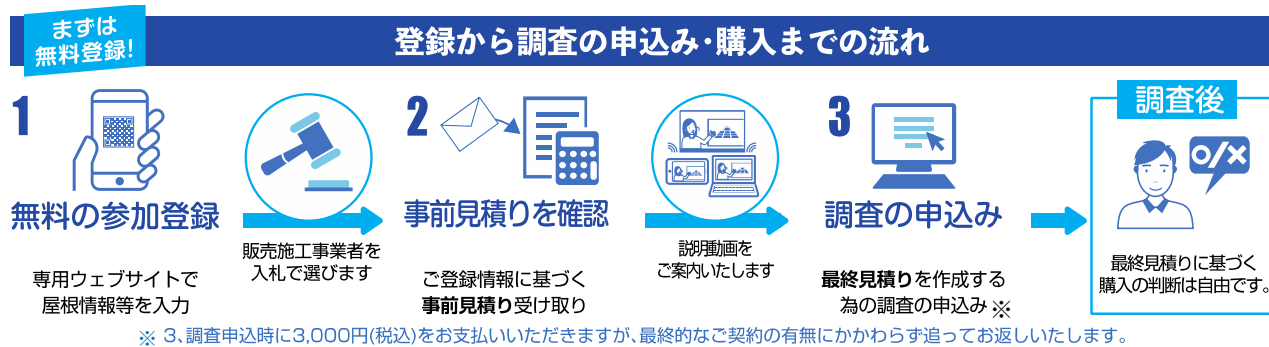 まずは
無料登録!
登録から調査の申込み・購入までの流れ
1
無料の参加登録
専用ウェブサイトで
屋根情報等を入力
販売施工事業者を
入札で選びます
2
事前見積りを確認
ご登録情報に基づく
事前見積り受け取り
説明動画を
ご案内いたします
3
調査の申込み
最終見積りを作成する
為の調査の申込み※
調査後
○/×
最終見積りに基づく
購入の判断は自由です。
※ 3、調査申込時に3,000円(税込)をお支払いいただきますが、最終的なご契約の有無にかかわらず追ってお返しいたします。